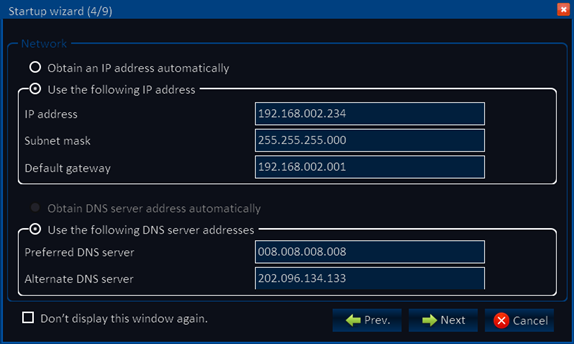 Startup wizard (4/9)
Network
Obtain an IP address automatically
Use the following IP address
IP address 192.168.002.234
Subnet mask 255.255.255.000
Default gateway 192.168.002.001
Obtain DNS server address automatically
Use the following DNS server addresses
Preferred DNS server 008.008.008.008
Alternate DNS server 202.096.134.133
Don't display this window again. Prev. Next Cancel